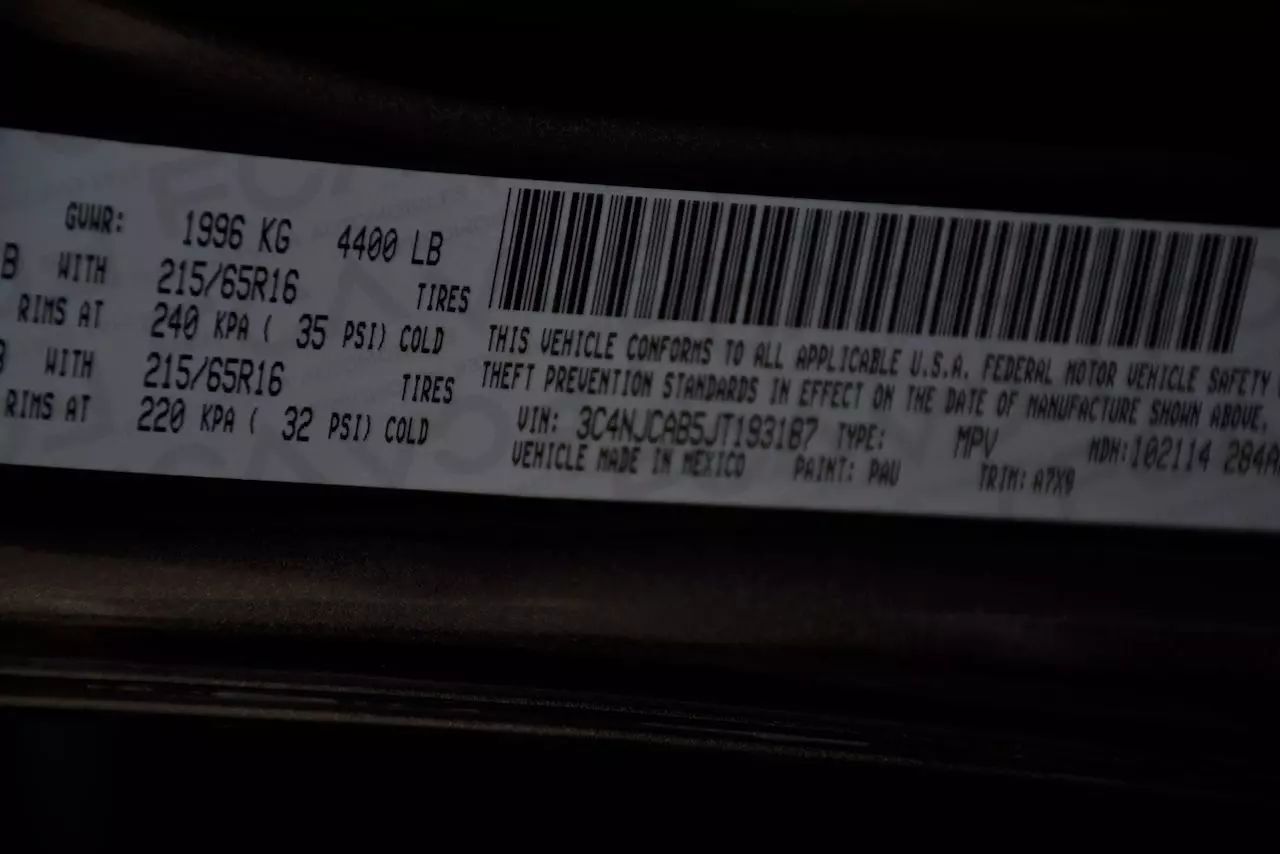 GVWR: 1996 KG 4400 LB
B WITH 215/65R16 TIRES
RIMS AT 240 KPA ( 35 PSI) COLD
B WITH 215/65R16 TIRES
RIMS AT 220 KPA ( 32 PSI) COLD
THIS VEHICLE CONFORMS TO ALL APPLICABLE U.S.A. FEDERAL MOTOR VEHICLE SAFETY
THEFT PREVENTION STANDARDS IN EFFECT ON THE DATE OF MANUFACTURE SHOWN ABOVE.
VIN: 3C4NJCAB5JT193187 TYPE: MPV MDH:102114 284A
VEHICLE MADE IN MEXICO PAINT: PAU TRIM: A7X9